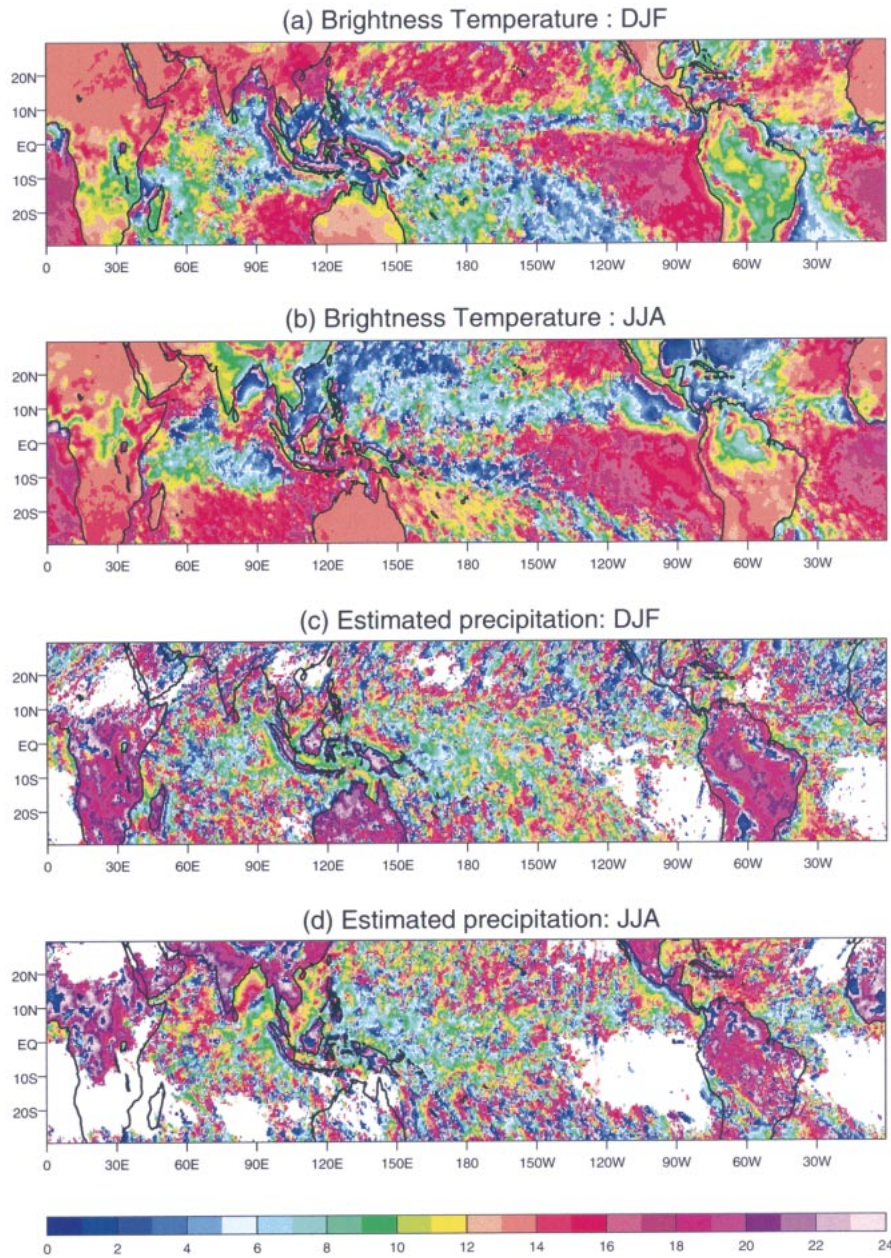 (a) Brightness Temperature : DJF
20N
10N
EQ
10S
20S
0 30E 60E 90E 120E 150E 180 150W 120W 90W 60W 30W
(b) Brightness Temperature : JJA
20N
10N
EQ
10S
20S
0 30E 60E 90E 120E 150E 180 150W 120W 90W 60W 30W
(c) Estimated precipitation: DJF
20N
10N
EQ
10S
20S
0 30E 60E 90E 120E 150E 180 150W 120W 90W 60W 30W
(d) Estimated precipitation: JJA
20N
10N
EQ
10S
20S
0 30E 60E 90E 120E 150E 180 150W 120W 90W 60W 30W
0 2 4 6 8 10 12 14 16 18 20 22 24